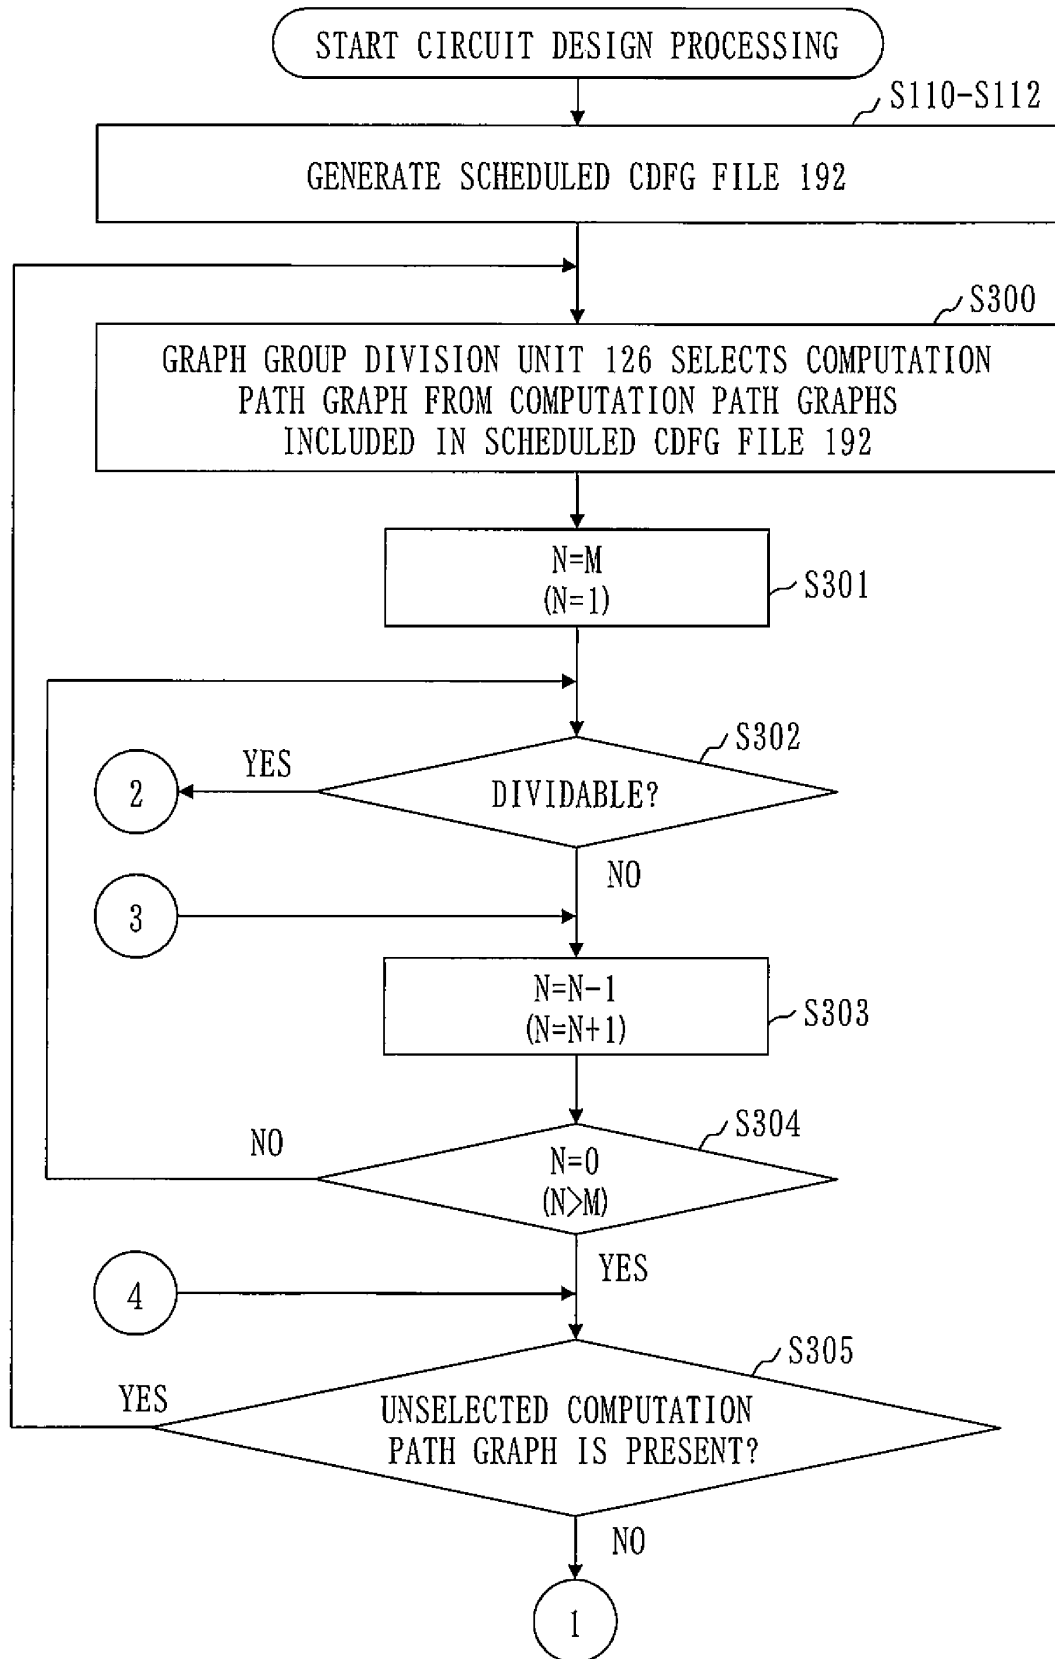 START CIRCUIT DESIGN PROCESSING
S110-S112
GENERATE SCHEDULED CDFG FILE 192
S300
GRAPH GROUP DIVISION UNIT 126 SELECTS COMPUTATION
PATH GRAPH FROM COMPUTATION PATH GRAPHS
INCLUDED IN SCHEDULED CDFG FILE 192
N=M
(N=1)
S301
S302
YES
2
DIVIDABLE?
NO
3
N=N-1
(N=N+1)
S303
S304
NO
N=0
(N>M)
YES
4
S305
YES
UNSELECTED COMPUTATION
PATH GRAPH IS PRESENT?
NO
1